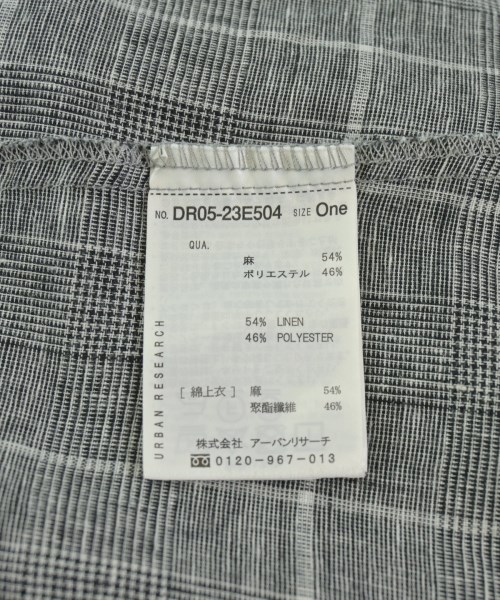 NO. DR05-23E504 SIZE One
QUA.
麻 54%
ポリエステル 46%
54% LINEN
46% POLYESTER
[ 綿上衣 ] 麻 54%
聚酯纖維 46%
URBAN RESEARCH
株式会社 アーバンリサーチ
0120-967-013